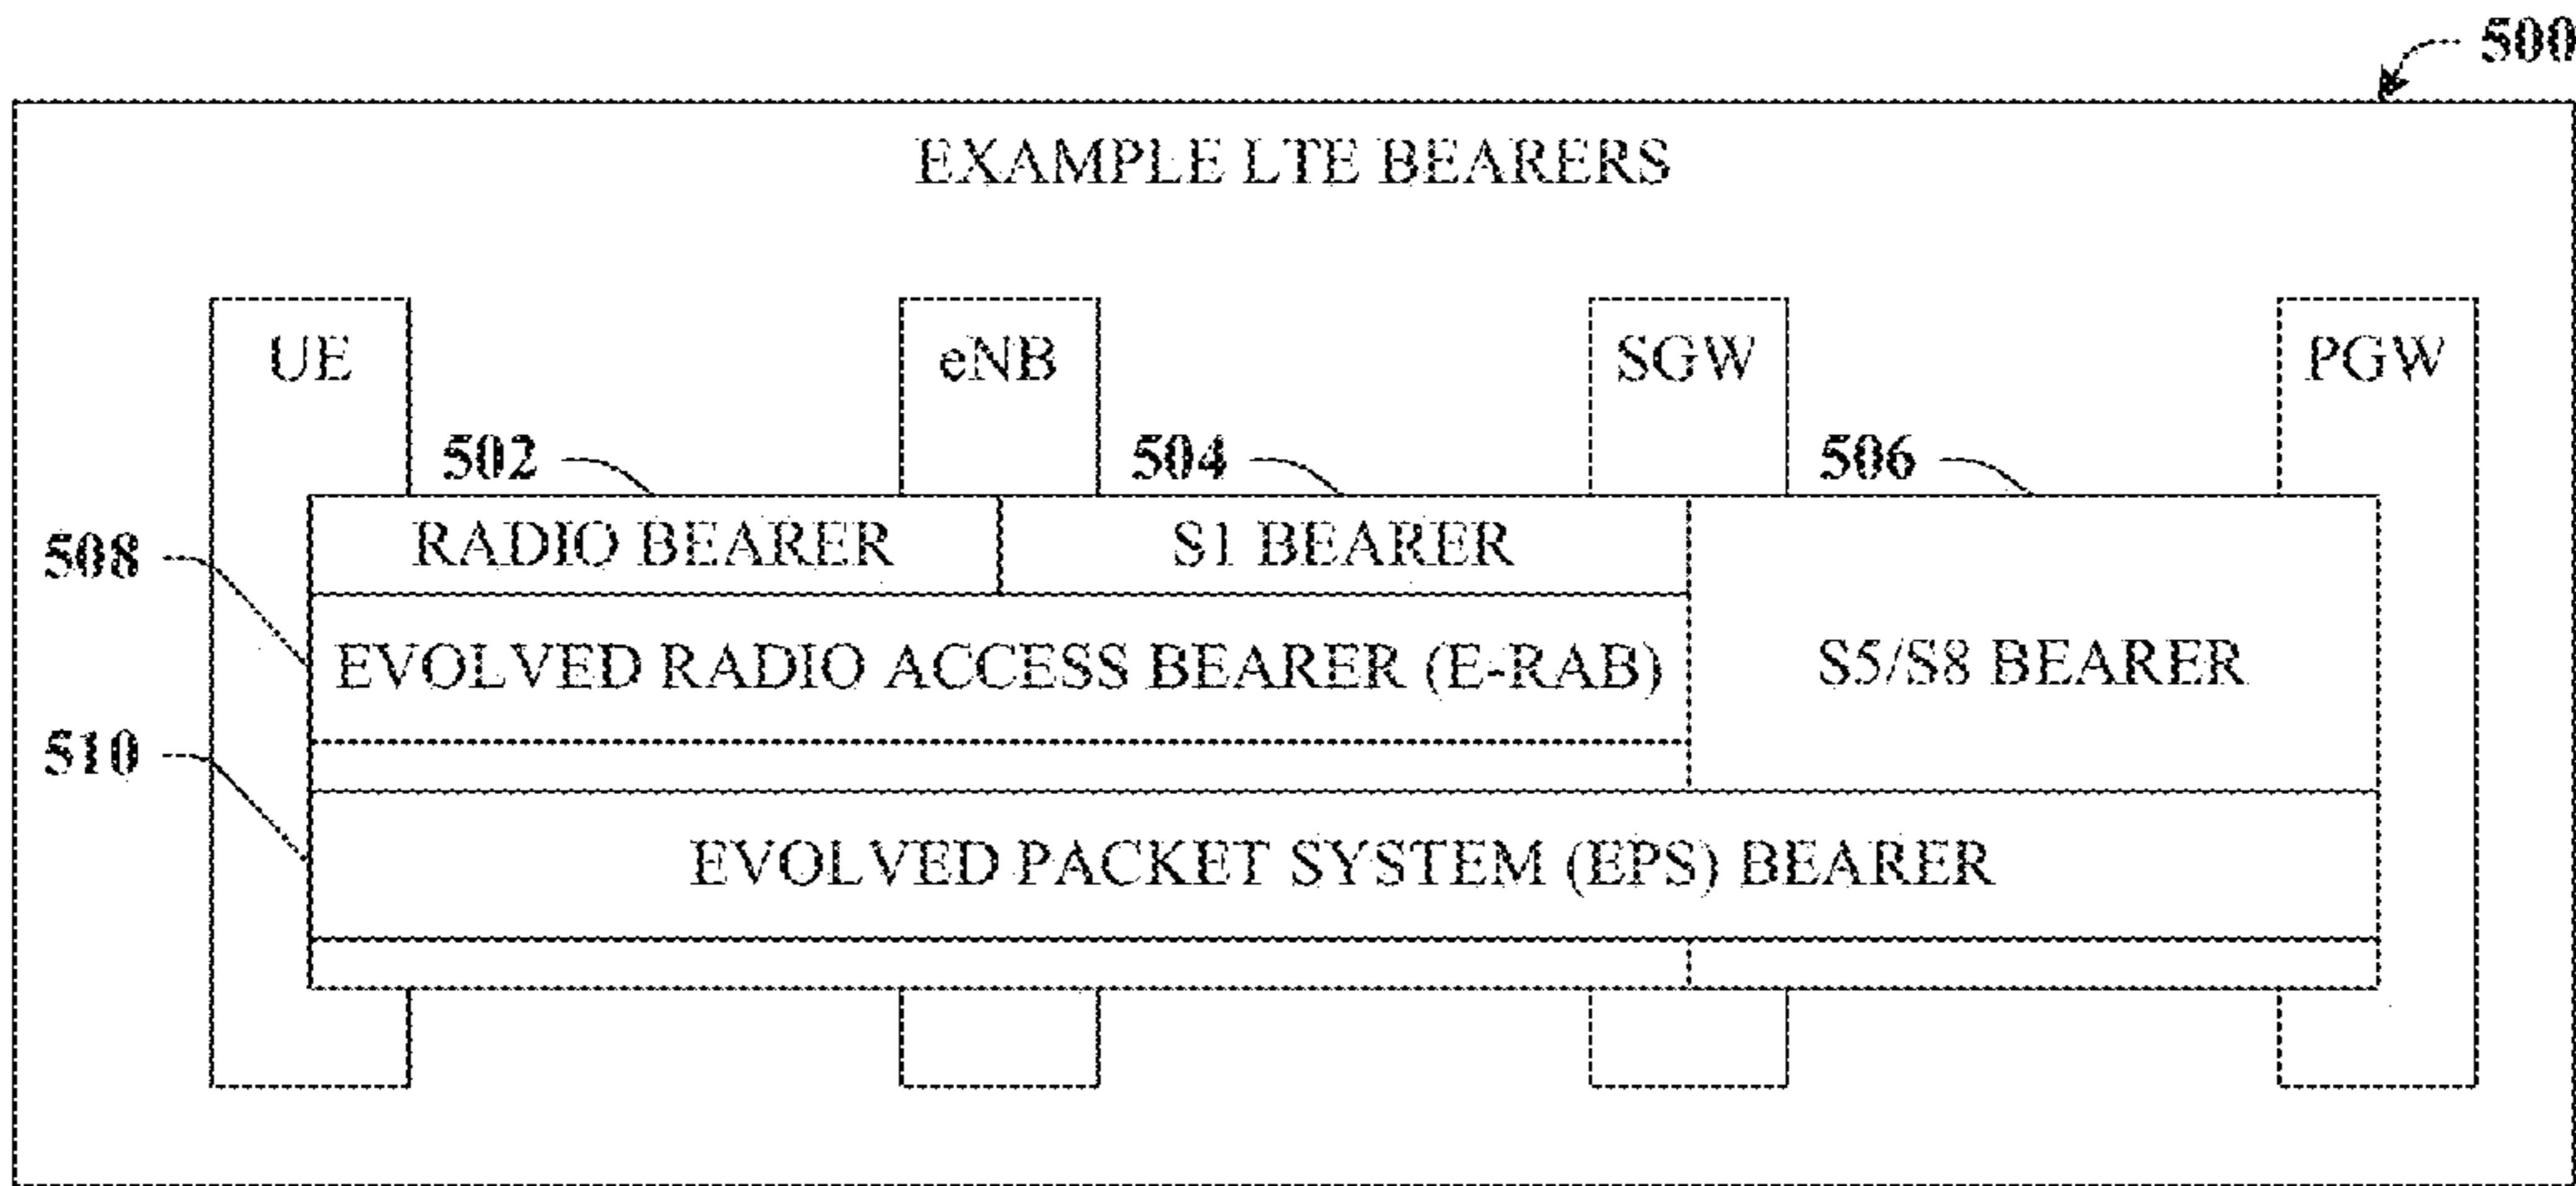 500
EXAMPLE LTE BEARERS
UE eNB SGW PGW
502 504 506
RADIO BEARER S1 BEARER
508
EVOLVED RADIO ACCESS BEARER (E-RAB) S5/S8 BEARER
510
EVOLVED PACKET SYSTEM (EPS) BEARER